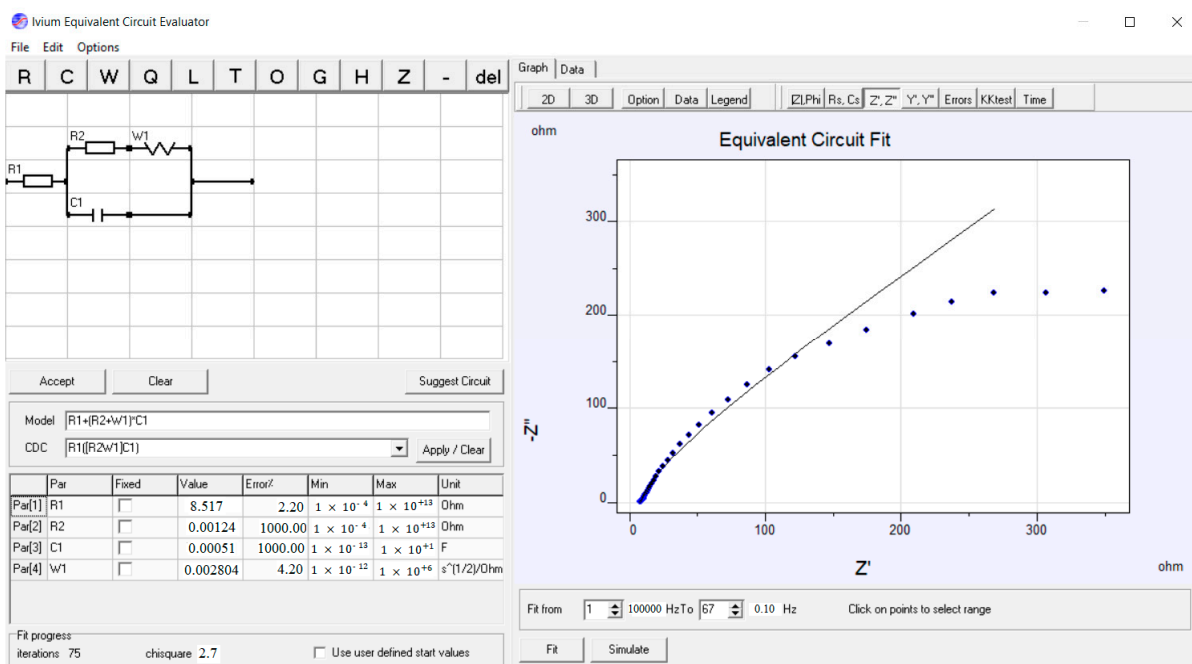 Ivium Equivalent Circuit Evaluator
File Edit Options
R C W Q L T O G H Z - del
R1 R2 W1 C1
Accept Clear Suggest Circuit
Model R1+(R2+W1)*C1
CDC R1([R2W1]C1) Apply / Clear
Par Fixed Value Error% Min Max Unit
Par[1] R1 8.517 2.20 1 × 10⁻⁴ 1 × 10⁺¹³ Ohm
Par[2] R2 0.00124 1000.00 1 × 10⁻⁴ 1 × 10⁺¹³ Ohm
Par[3] C1 0.00051 1000.00 1 × 10⁻¹³ 1 × 10⁺¹ F
Par[4] W1 0.002804 4.20 1 × 10⁻¹² 1 × 10⁺⁶ s^(1/2)/Ohm
Fit progress
iterations 75 chisquare 2.7 Use user defined start values
Graph Data
2D 3D Option Data Legend |Z|,Phi Rs, Cs Z',Z" Y',Y" Errors KKtest Time
ohm
Equivalent Circuit Fit
300
200
100
0
-Z"
0 100 200 300
Z' ohm
Fit from 1 100000 Hz To 67 0.10 Hz Click on points to select range
Fit Simulate